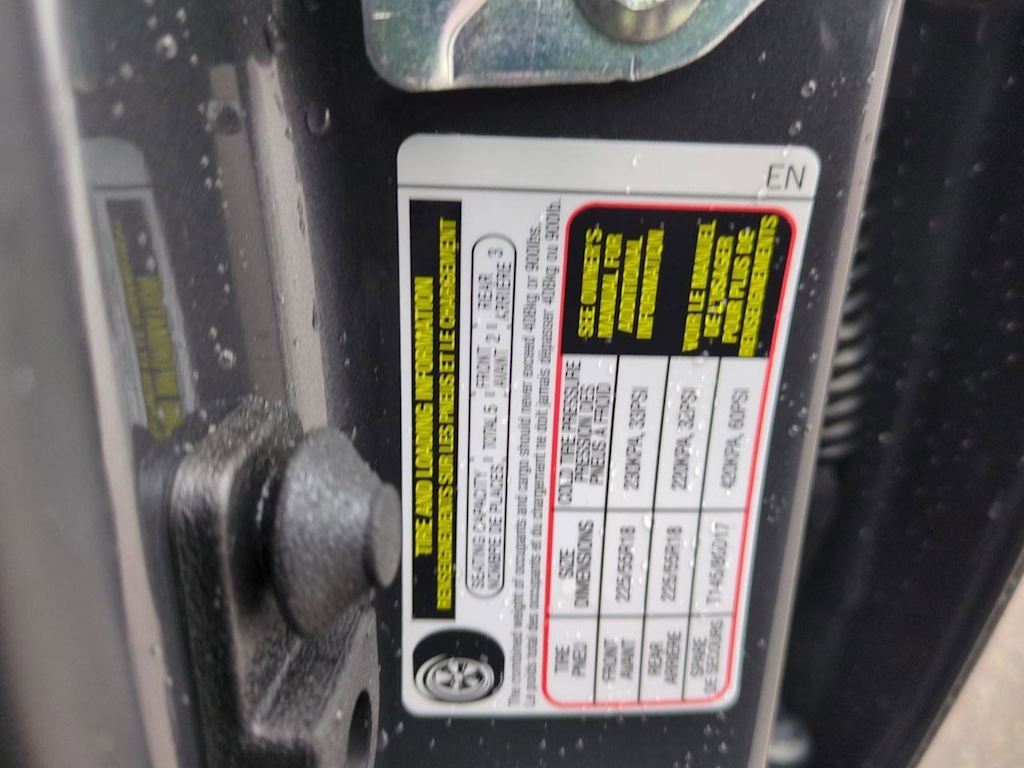 EN
TIRE AND LOADING INFORMATION
RENSEIGNEMENTS SUR LES PNEUS ET LE CHARGEMENT
SEATING CAPACITY TOTAL 5 FRONT 2 REAR 3
NOMBRE DE PLACES AVANT ARRIÈRE
The combined weight of occupants and cargo should never exceed 408kg or 900lbs.
Le poids total des occupants et du chargement ne doit jamais dépasser 408kg ou 900 lb.
TIRE SIZE COLD TIRE PRESSURE
PNEU DIMENSIONS PRESSION DES
PNEUS A FROID
FRONT 225/55R18 230KPA, 33PSI
AVANT
REAR 225/55R18 220KPA, 32PSI
ARRIÈRE
SPARE T145/80D17 420KPA, 60PSI
DE SECOURS
SEE OWNER'S
MANUAL FOR
ADDITIONAL
INFORMATION
VOIR LE MANUEL
DE L'USAGER
POUR PLUS DE
RENSEIGNEMENTS